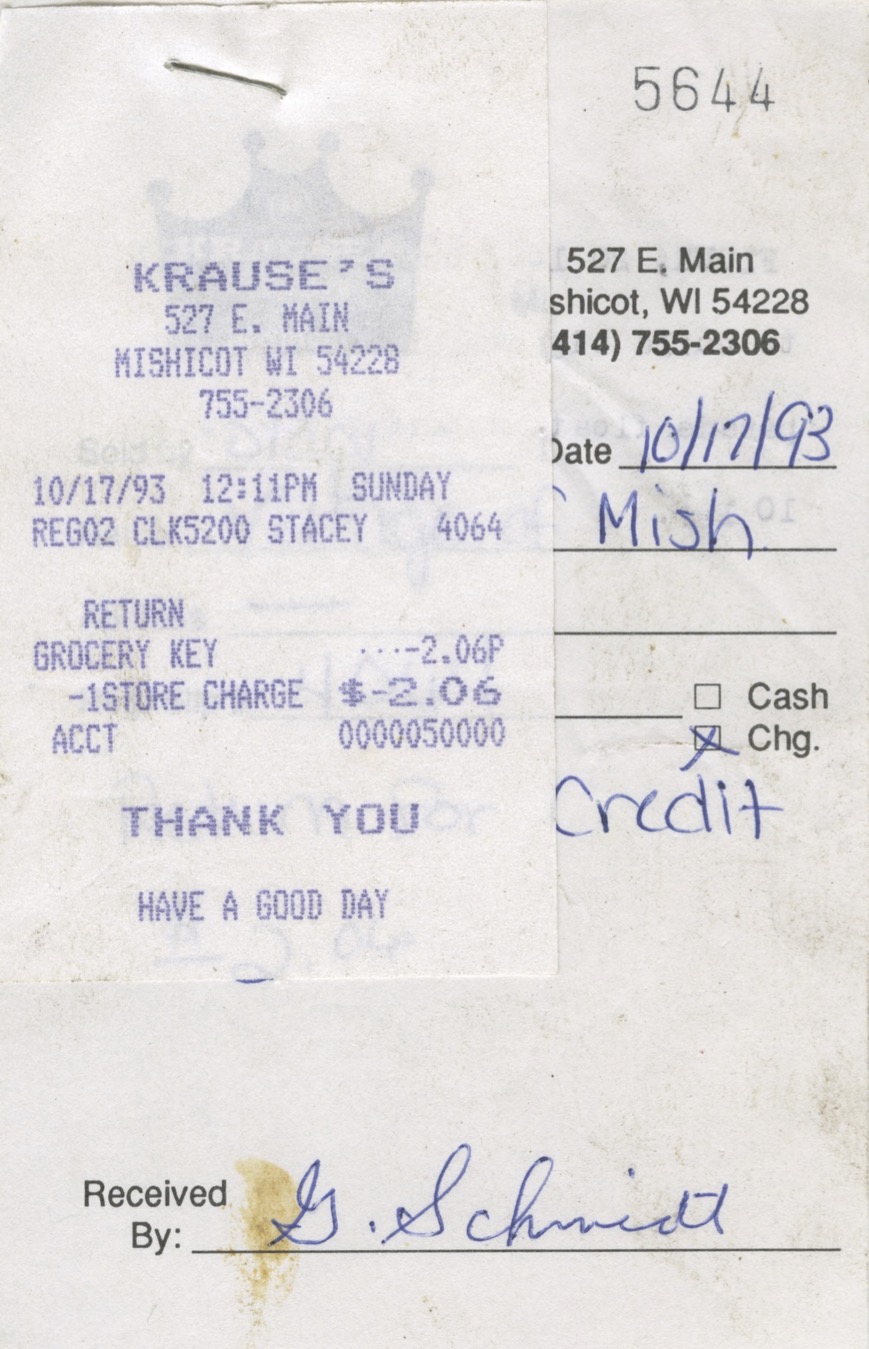 5644
KRAUSE'S
527 E. MAIN
MISHICOT WI 54228
755-2306
10/17/93 12:11PM SUNDAY
REG02 CLK5200 STACEY 4064
RETURN
GROCERY KEY -2.06P
-1STORE CHARGE $-2.06
ACCT 0000050000
THANK YOU
HAVE A GOOD DAY
527 E. Main
shicot, WI 54228
414) 755-2306
Date 10/17/93
Mish
Cash
Chg.
Credit
Received
By: G. Schmidt